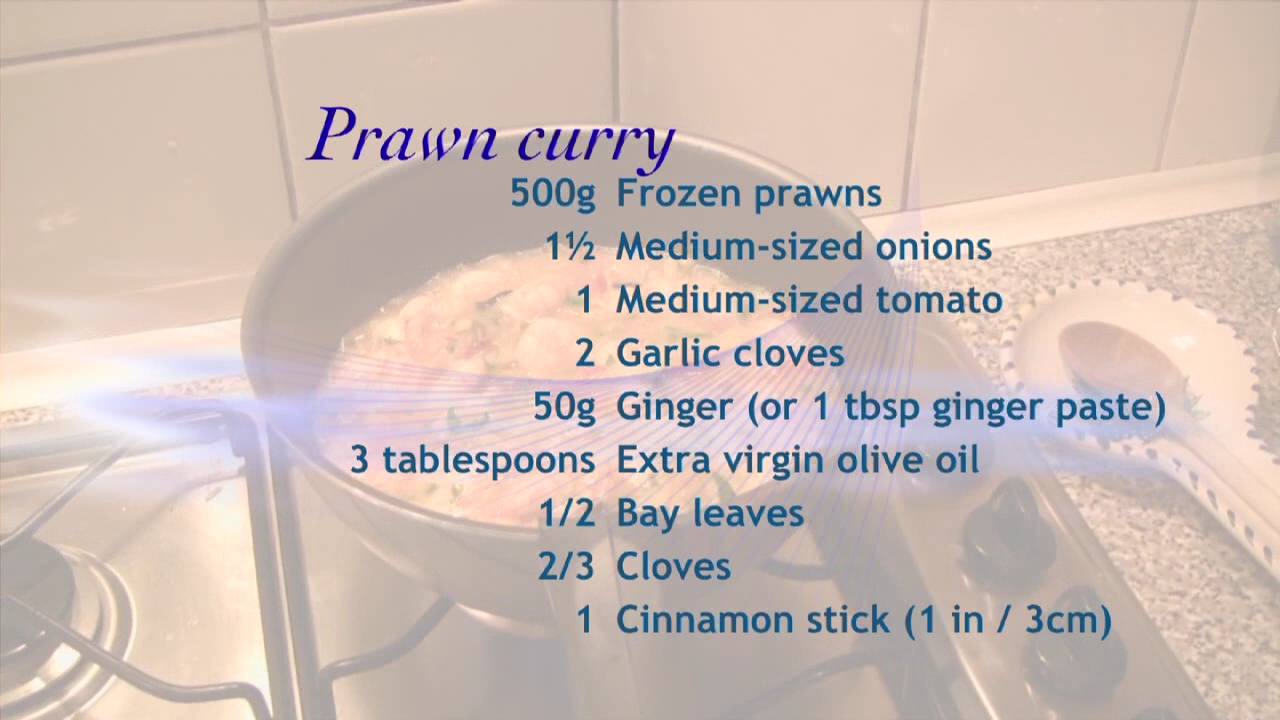 Prawn curry
500g Frozen prawns
1½ Medium-sized onions
1 Medium-sized tomato
2 Garlic cloves
50g Ginger (or 1 tbsp ginger paste)
3 tablespoons Extra virgin olive oil
1/2 Bay leaves
2/3 Cloves
1 Cinnamon stick (1 in / 3cm)